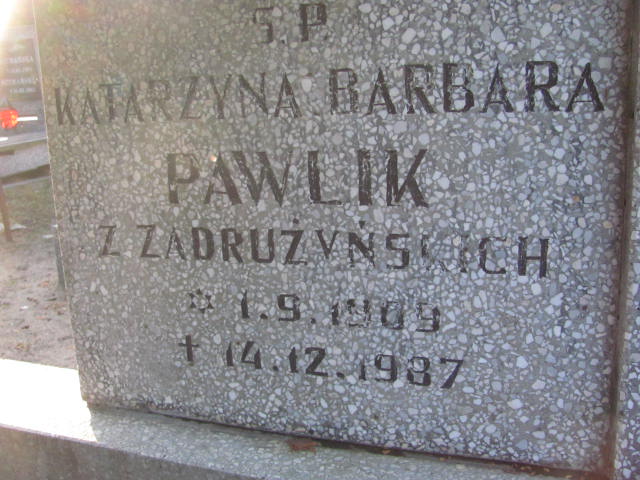 Ś.P.
KATARZYNA BARBARA
PAWLIK
Z ZADRUŻYŃSKICH
✡ 1.9.1909
† 14.12.1987